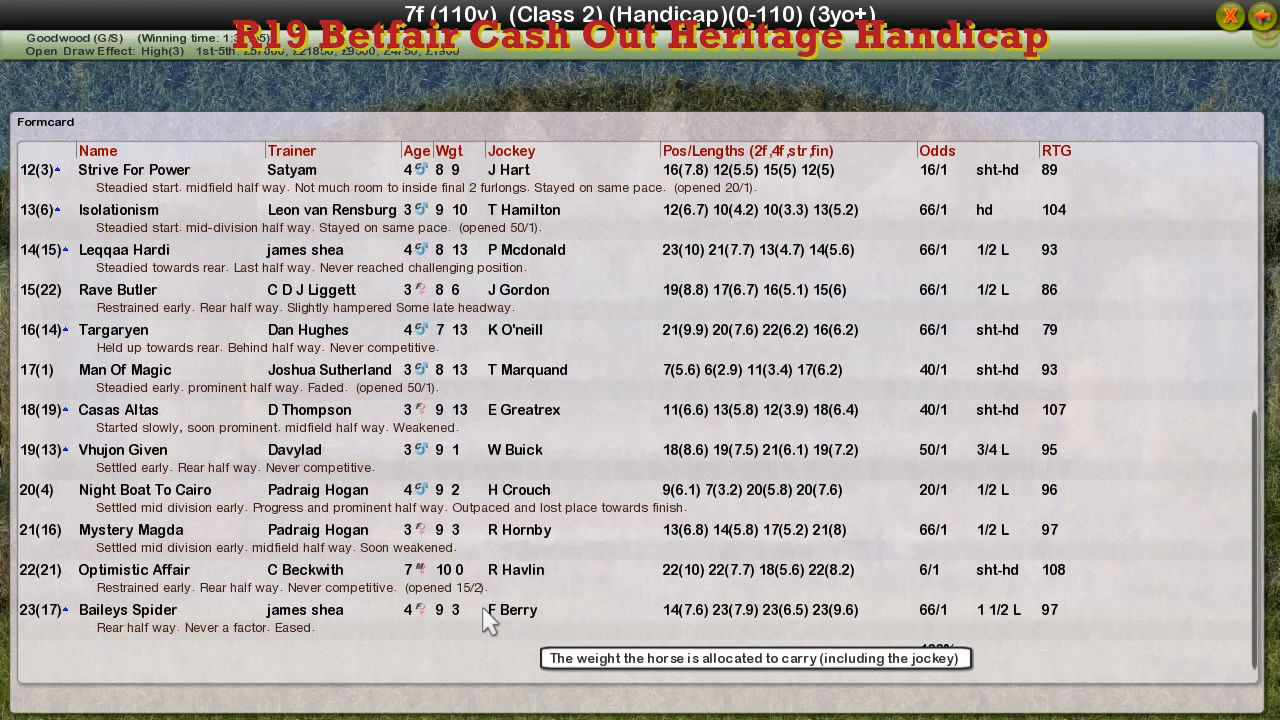 7f (110y) (Class 2) (Handicap)(0-110) (3yo+)
R19 Betfair Cash Out Heritage Handicap
Goodwood (G/S) (Winning time:
Open Draw Effect: High(3) 1st-5th:
Formcard
Name Trainer Age Wgt Jockey Pos/Lengths (2f,4f,str,fin) Odds RTG
12(3) Strive For Power Satyam 4 8 9 J Hart 16(7.8) 12(5.5) 15(5) 12(5) 16/1 sht-hd 89
Steadied start. midfield half way. Not much room to inside final 2 furlongs. Stayed on same pace. (opened 20/1).
13(6) Isolationism Leon van Rensburg 3 9 10 T Hamilton 12(6.7) 10(4.2) 10(3.3) 13(5.2) 66/1 hd 104
Steadied start. mid-division half way. Stayed on same pace. (opened 50/1).
14(15) Leqqaa Hardi james shea 4 8 13 P Mcdonald 23(10) 21(7.7) 13(4.7) 14(5.6) 66/1 1/2 L 93
Steadied towards rear. Last half way. Never reached challenging position.
15(22) Rave Butler C D J Liggett 3 8 6 J Gordon 19(8.8) 17(6.7) 16(5.1) 15(6) 66/1 1/2 L 86
Restrained early. Rear half way. Slightly hampered Some late headway.
16(14) Targaryen Dan Hughes 4 7 13 K O'neill 21(9.9) 20(7.6) 22(6.2) 16(6.2) 66/1 sht-hd 79
Held up towards rear. Behind half way. Never competitive.
17(1) Man Of Magic Joshua Sutherland 3 8 13 T Marquand 7(5.6) 6(2.9) 11(3.4) 17(6.2) 40/1 sht-hd 93
Steadied early. prominent half way. Faded. (opened 50/1).
18(19) Casas Altas D Thompson 3 9 13 E Greatrex 11(6.6) 13(5.8) 12(3.9) 18(6.4) 40/1 sht-hd 107
Started slowly, soon prominent. midfield half way. Weakened.
19(13) Vhujon Given Davylad 3 9 1 W Buick 18(8.6) 19(7.5) 21(6.1) 19(7.2) 50/1 3/4 L 95
Settled early. Rear half way. Never competitive.
20(4) Night Boat To Cairo Padraig Hogan 4 9 2 H Crouch 9(6.1) 7(3.2) 20(5.8) 20(7.6) 20/1 1/2 L 96
Settled mid division early. Progress and prominent half way. Outpaced and lost place towards finish.
21(16) Mystery Magda Padraig Hogan 3 9 3 R Hornby 13(6.8) 14(5.8) 17(5.2) 21(8) 66/1 1/2 L 97
Settled mid division early. midfield half way. Soon weakened.
22(21) Optimistic Affair C Beckwith 7 10 0 R Havlin 22(10) 22(7.7) 18(5.6) 22(8.2) 6/1 sht-hd 108
Restrained early. Rear half way. Never competitive. (opened 15/2).
23(17) Baileys Spider james shea 4 9 3 F Berry 14(7.6) 23(7.9) 23(6.5) 23(9.6) 66/1 1 1/2 L 97
Rear half way. Never a factor. Eased.
The weight the horse is allocated to carry (including the jockey)